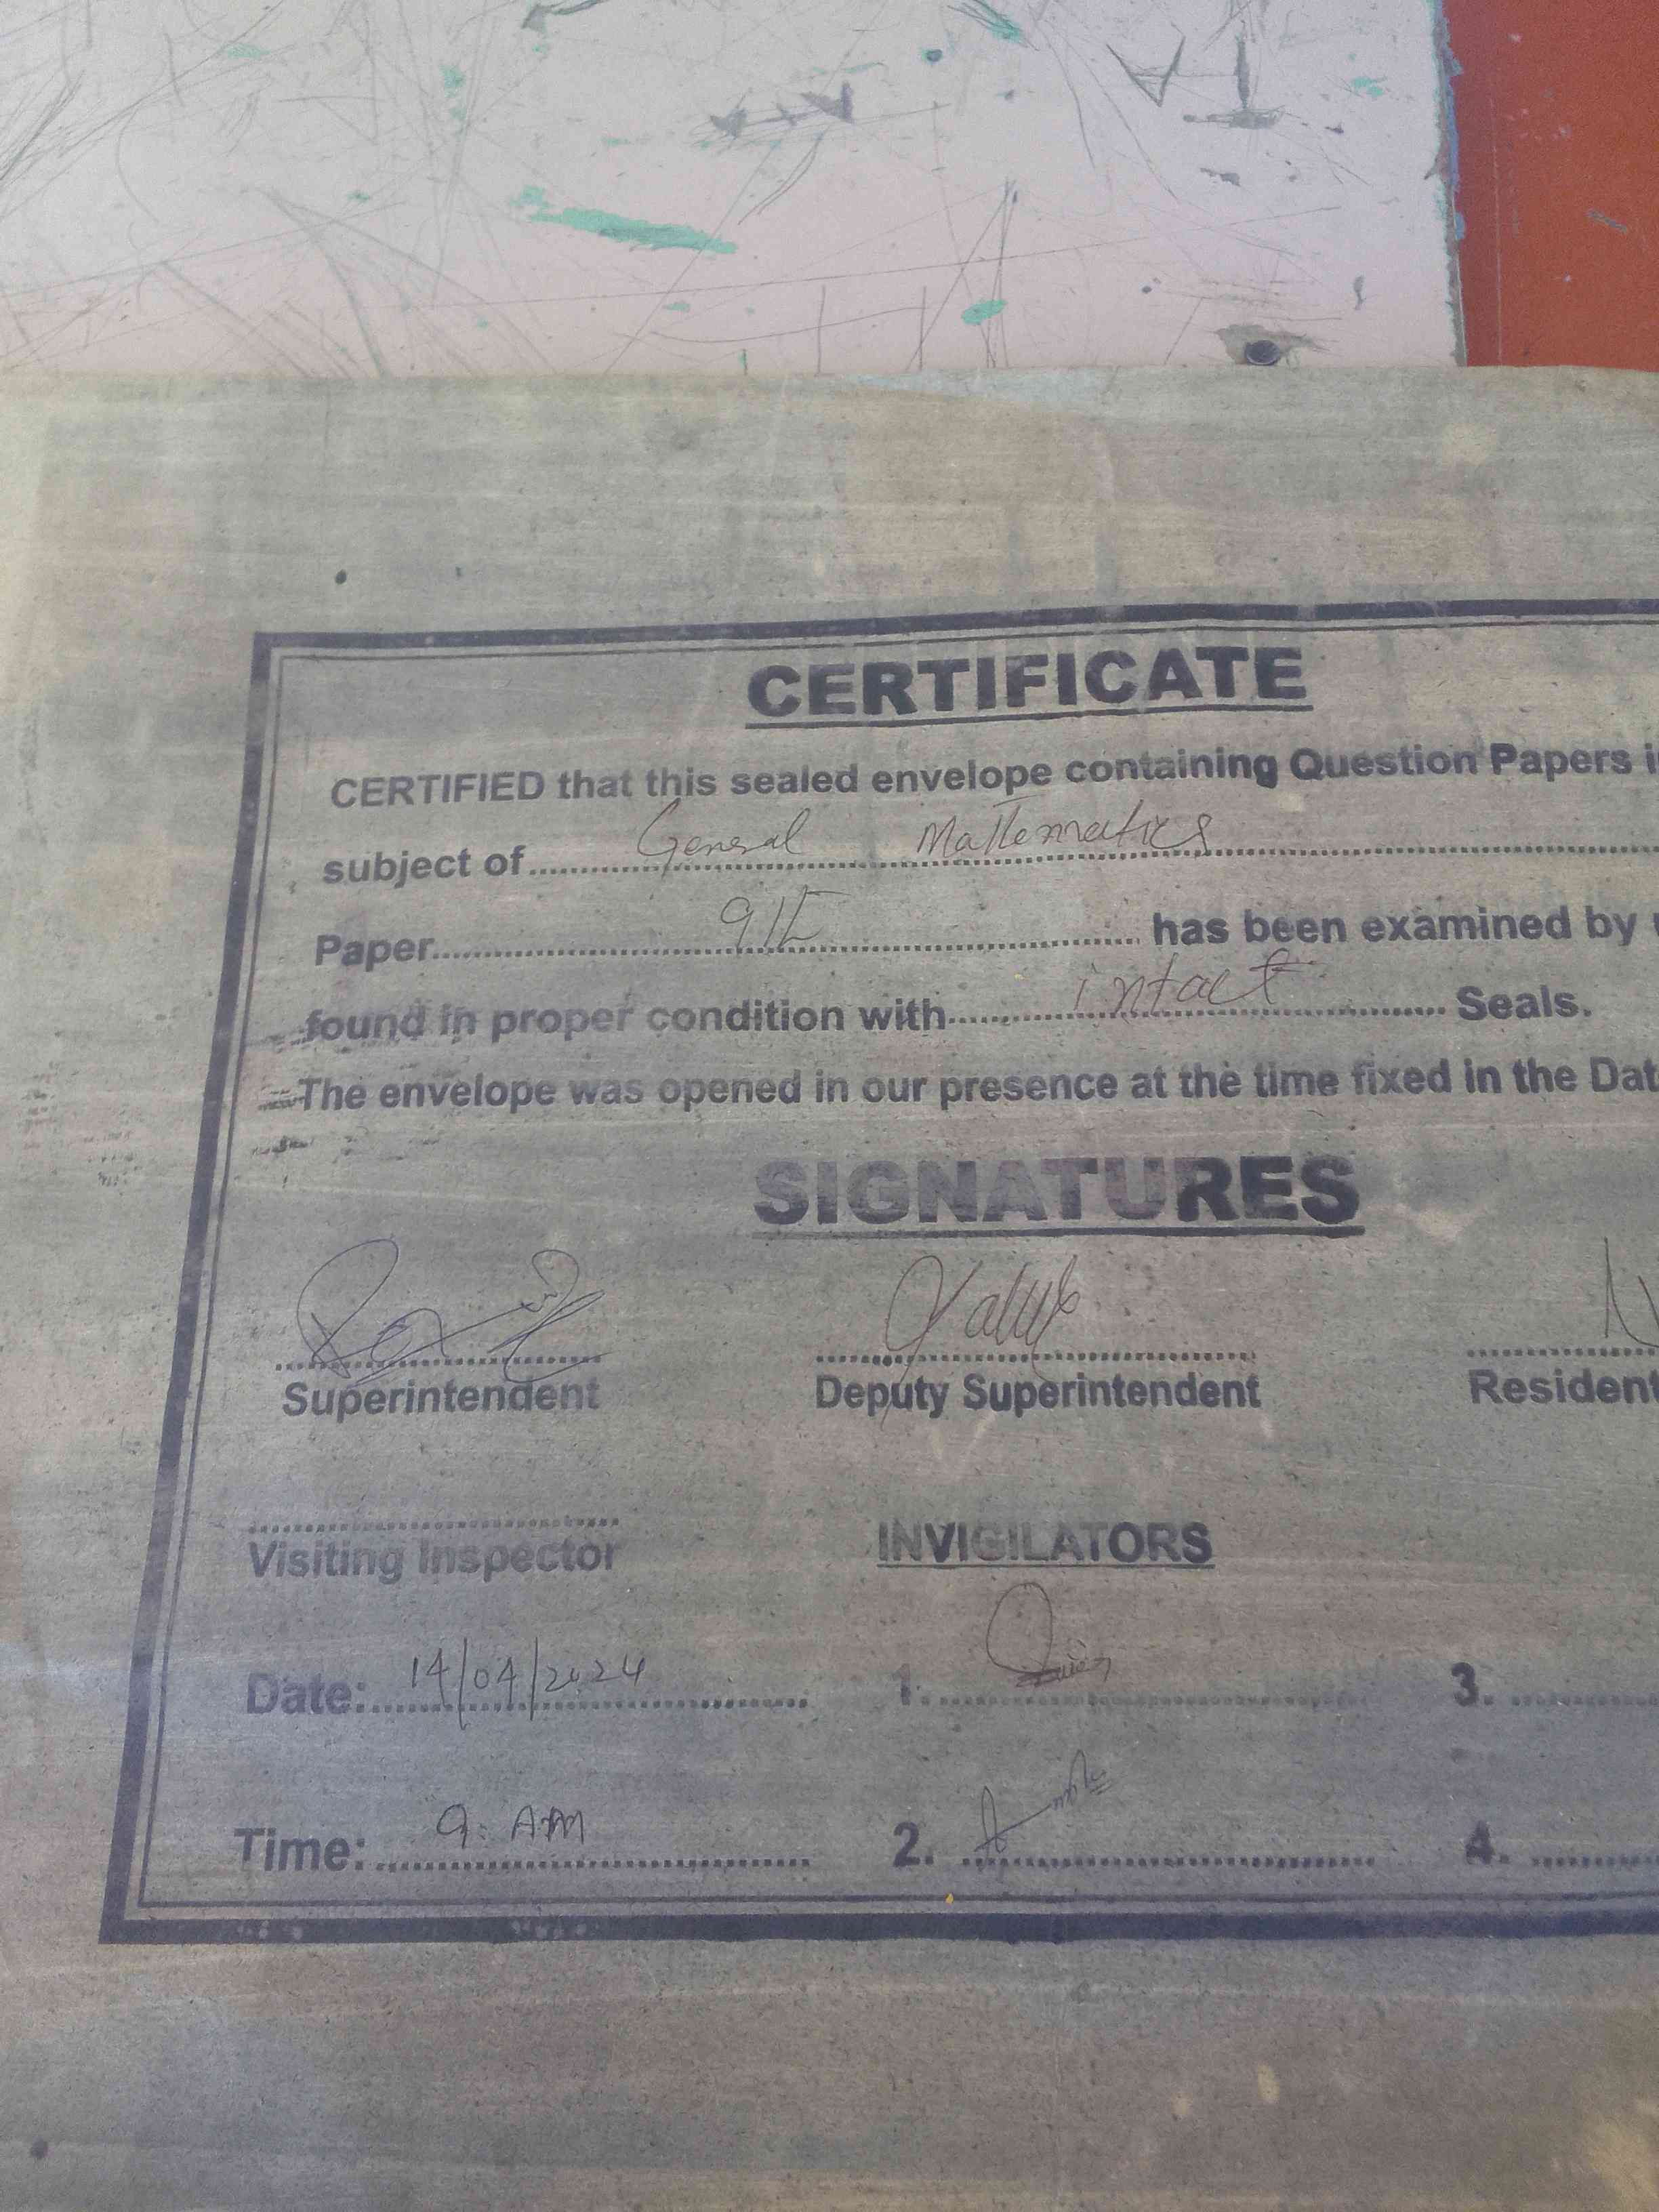 CERTIFICATE
CERTIFIED that this sealed envelope containing Question Papers i
subject of........General Mathematics........
Paper........9th........has been examined by
found in proper condition with........intact........Seals.
The envelope was opened in our presence at the time fixed in the Dat
SIGNATURES
Superintendent Deputy Superintendent Resident
Visiting Inspector INVIGILATORS
Date:........14/04/2024........ 1......... 3.........
Time:........9: AM........ 2......... 4.........